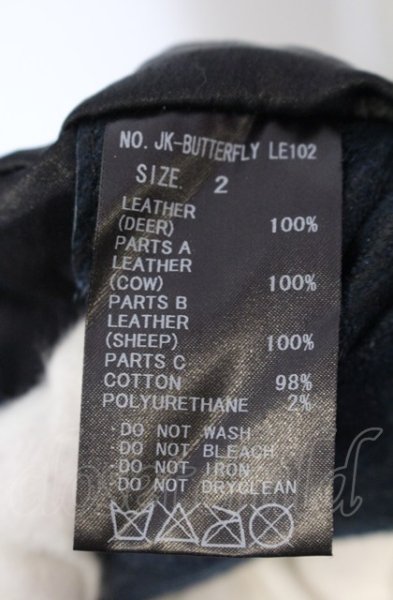 NO. JK-BUTTERFLY LE102
SIZE. 2
LEATHER
(DEER) 100%
PARTS A
LEATHER
(COW) 100%
PARTS B
LEATHER
(SHEEP) 100%
PARTS C
COTTON 98%
POLYURETHANE 2%
·DO NOT WASH
·DO NOT BLEACH
·DO NOT IRON
·DO NOT DRYCLEAN